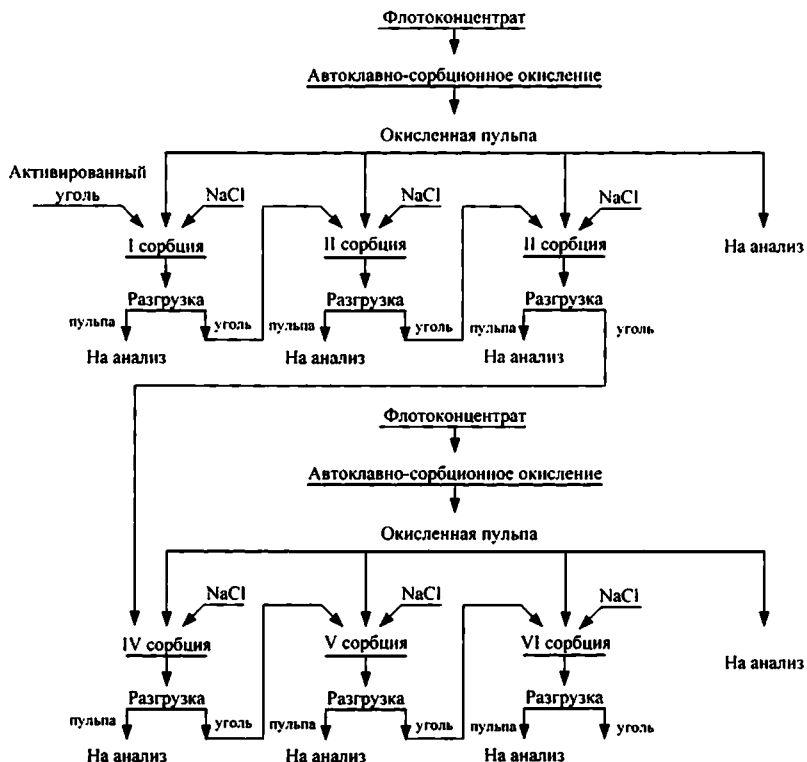 Флотоконцентрат
Автоклавно-сорбционное окисление
Окисленная пульпа
Активированный
уголь
NaCl
NaCl
NaCl
I сорбция
II сорбция
II сорбция
На анализ
Разгрузка
Разгрузка
Разгрузка
пульпа
уголь
пульпа
уголь
пульпа
уголь
На анализ
На анализ
На анализ
Флотоконцентрат
Автоклавно-сорбционное окисление
Окисленная пульпа
NaCl
NaCl
NaCl
IV сорбция
V сорбция
VI сорбция
На анализ
Разгрузка
Разгрузка
Разгрузка
пульпа
уголь
пульпа
уголь
пульпа
уголь
На анализ
На анализ
На анализ